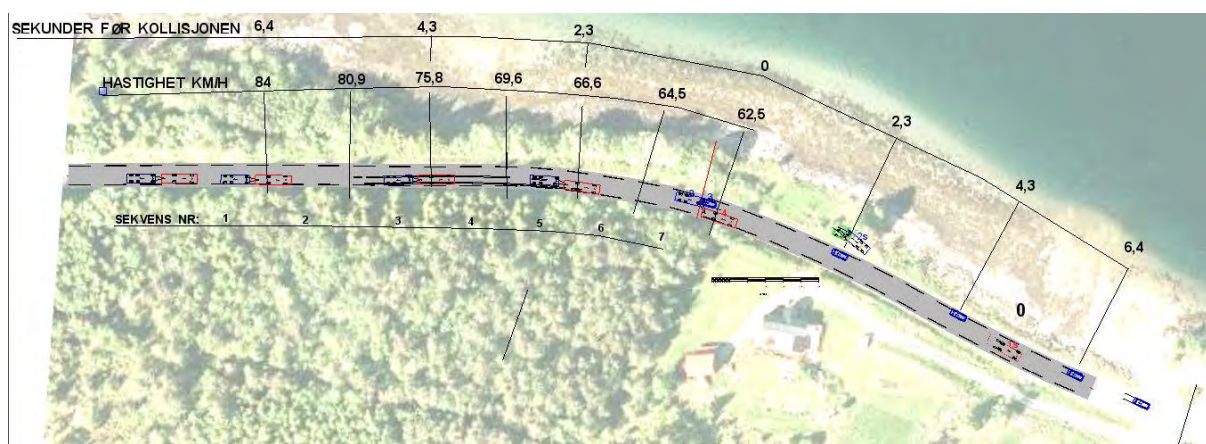 SEKUNDER FØR KOLLISJONEN 6,4 4,3 2,3 0 2,3 4,3 6,4
HASTIGHET KM/H 84 80,9 75,8 69,6 66,6 64,5 62,5
SEKVENS NR: 1 2 3 4 5 6 7
0